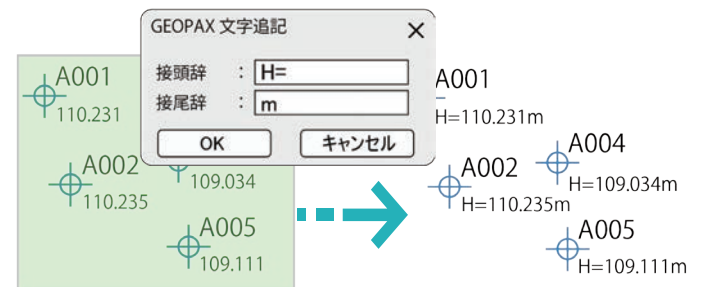 GEOPAX 文字追記
接頭辞 : H=
接尾辞 : m
OK キャンセル
A001
110.231
A002
110.235
109.034
A005
109.111
A001
H=110.231m
A004
H=109.034m
A002
H=110.235m
A005
H=109.111m